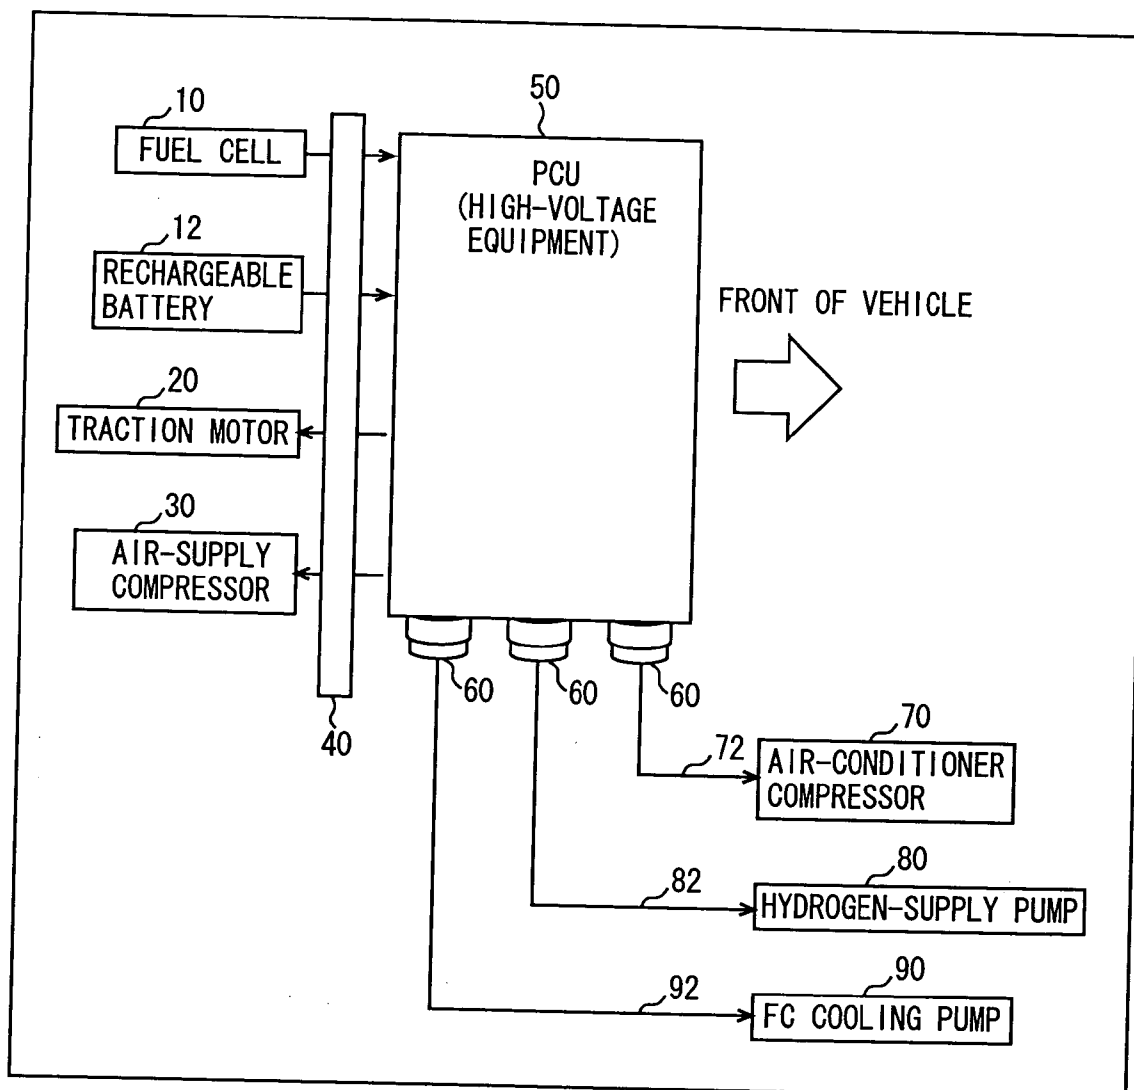 50
10
FUEL CELL
PCU
(HIGH-VOLTAGE
EQUIPMENT)
12
RECHARGEABLE
BATTERY
FRONT OF VEHICLE
20
TRACTION MOTOR
30
AIR-SUPPLY
COMPRESSOR
60
60
60
40
70
72
AIR-CONDITIONER
COMPRESSOR
80
82
HYDROGEN-SUPPLY PUMP
90
92
FC COOLING PUMP